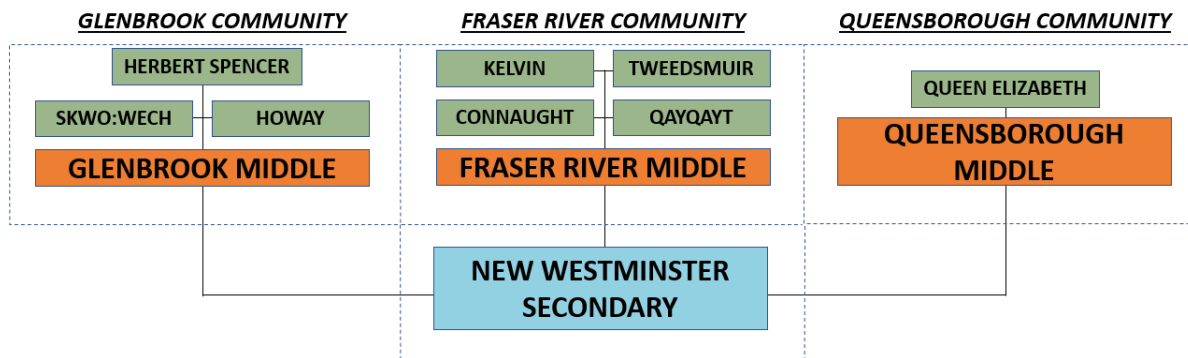 GLENBROOK COMMUNITY
FRASER RIVER COMMUNITY
QUEENSBOROUGH COMMUNITY
HERBERT SPENCER
SKWO:WECH
HOWAY
GLENBROOK MIDDLE
KELVIN
TWEEDSMUIR
CONNAUGHT
QAYQAYT
FRASER RIVER MIDDLE
QUEEN ELIZABETH
QUEENSBOROUGH
MIDDLE
NEW WESTMINSTER
SECONDARY